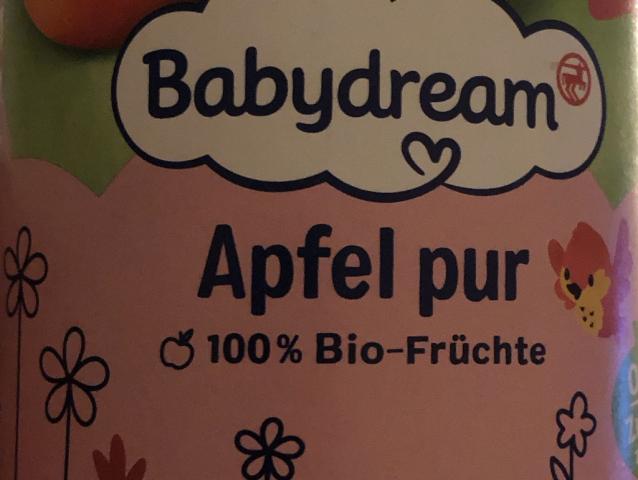 Babydream
Apfel pur
100% Bio-Früchte